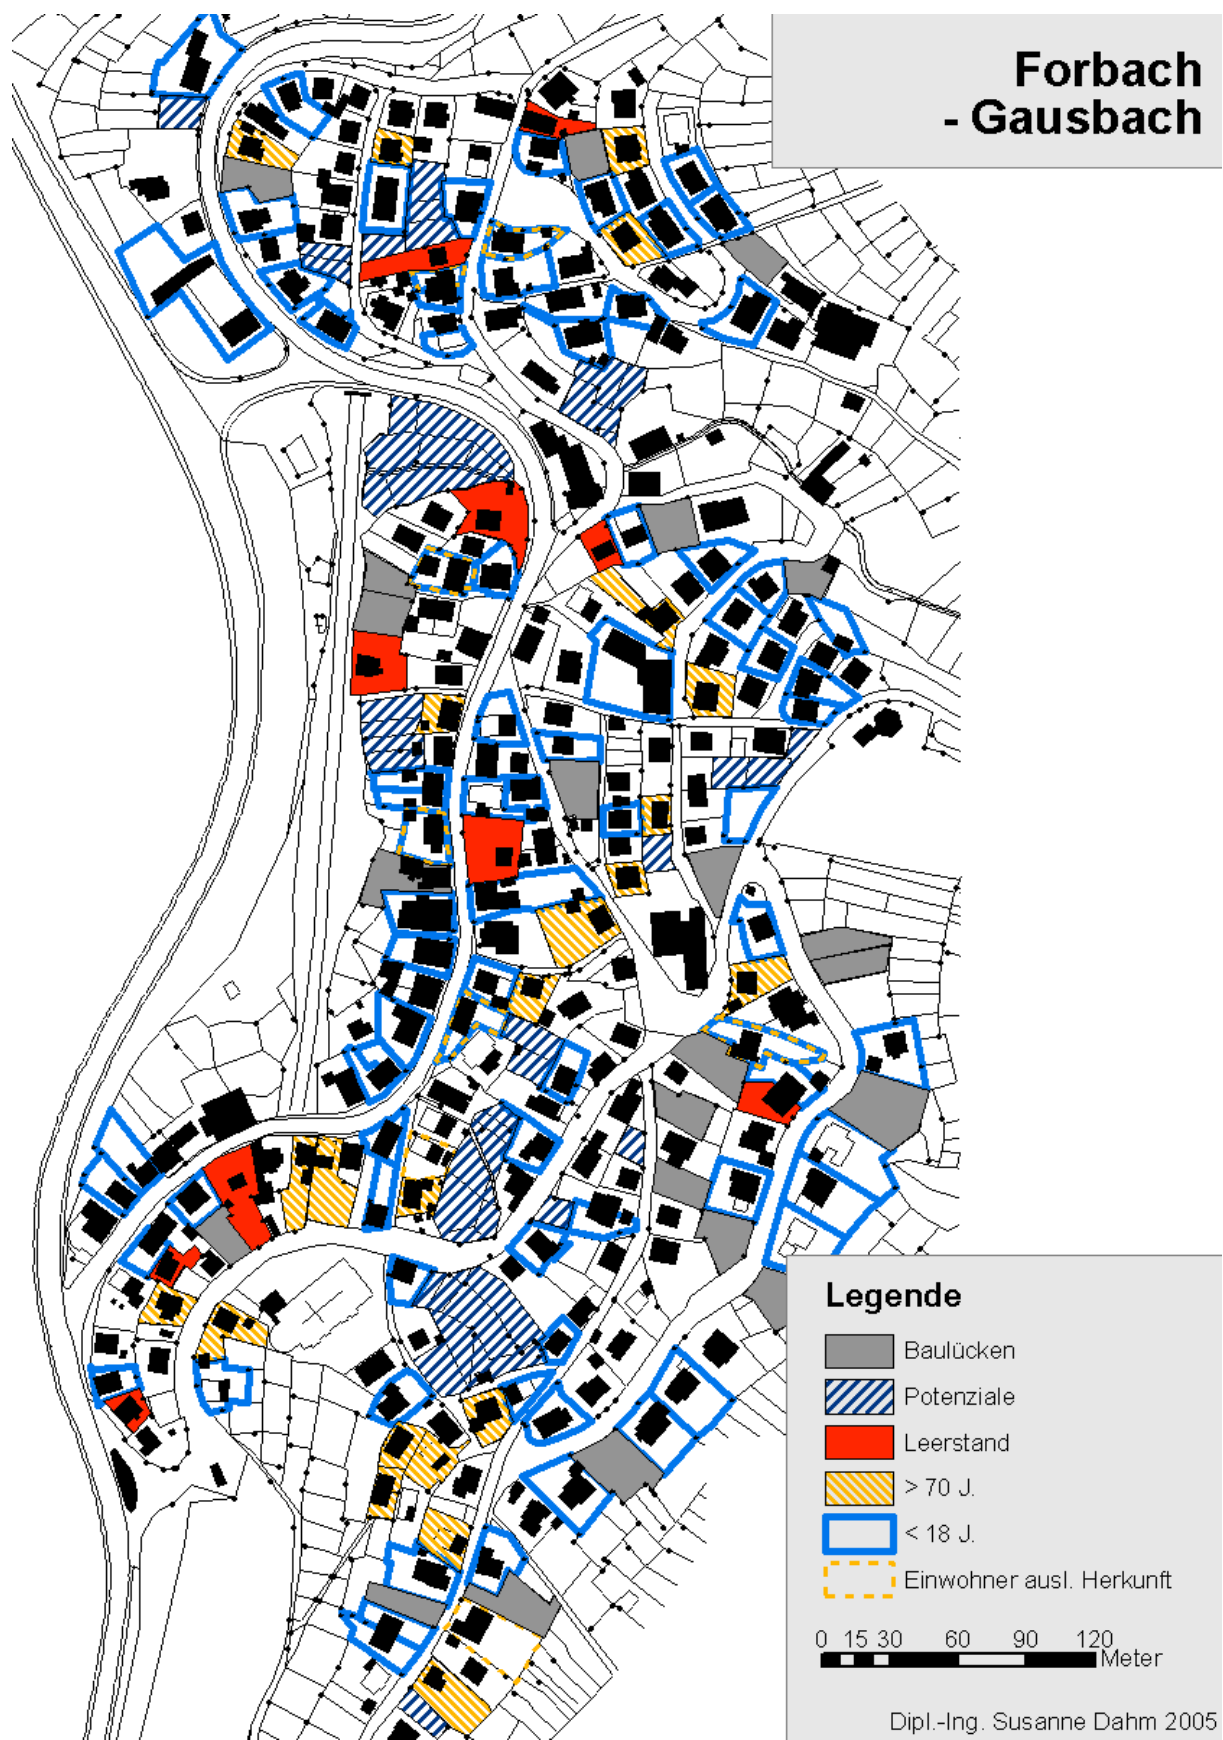 Forbach
- Gausbach
Legende
Baulücken
Potenziale
Leerstand
> 70 J.
< 18 J.
Einwohner ausl. Herkunft
0 15 30 60 90 120
Meter
Dipl.-Ing. Susanne Dahm 2005